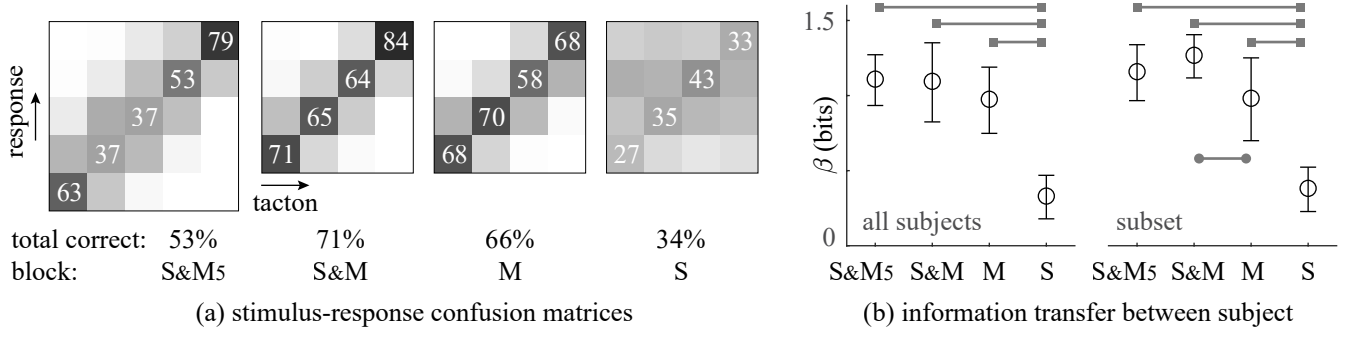 response
79
53
37
37
63
84
64
65
71
tacton
68
58
70
68
33
43
35
27
total correct: 53% 71% 66% 34%
block: S&M5 S&M M S
(a) stimulus-response confusion matrices
1.5
β (bits)
0
all subjects
subset
S&M5 S&M M S
S&M5 S&M M S
(b) information transfer between subject